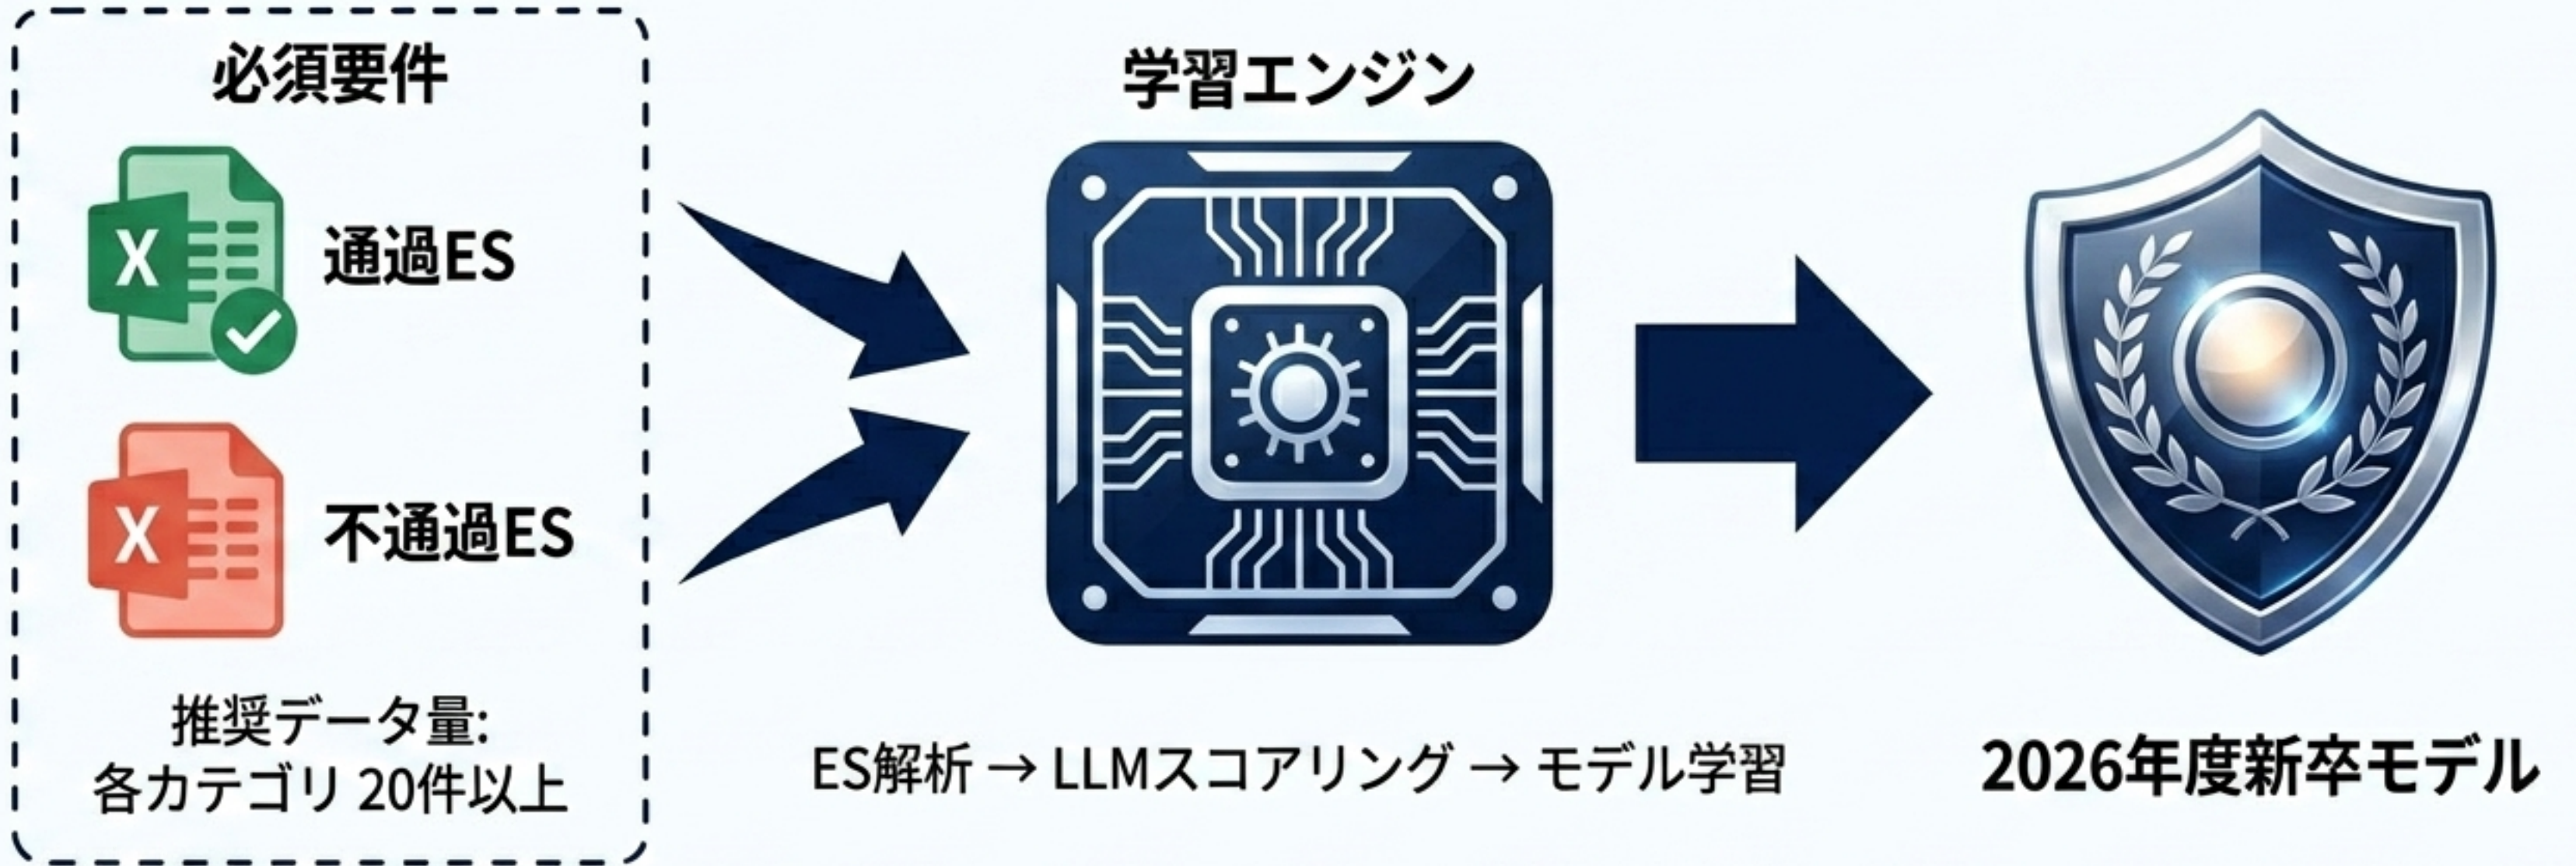 必須要件
X
通過ES
X
不通過ES
推奨データ量:
各カテゴリ 20件以上
学習エンジン
ES解析 → LLMスコアリング → モデル学習
2026年度新卒モデル